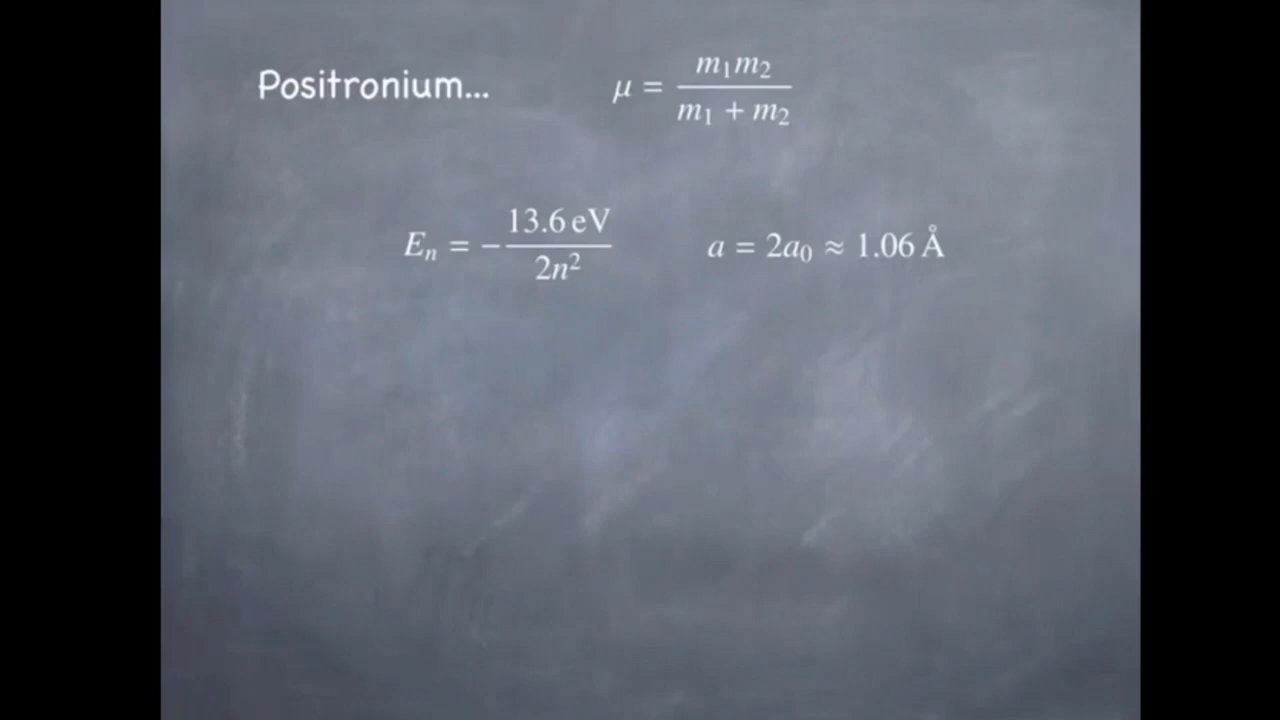 Positronium... μ = m₁m₂ / (m₁ + m₂)
Eₙ = −13.6 eV / 2n² a = 2a₀ ≈ 1.06 Å